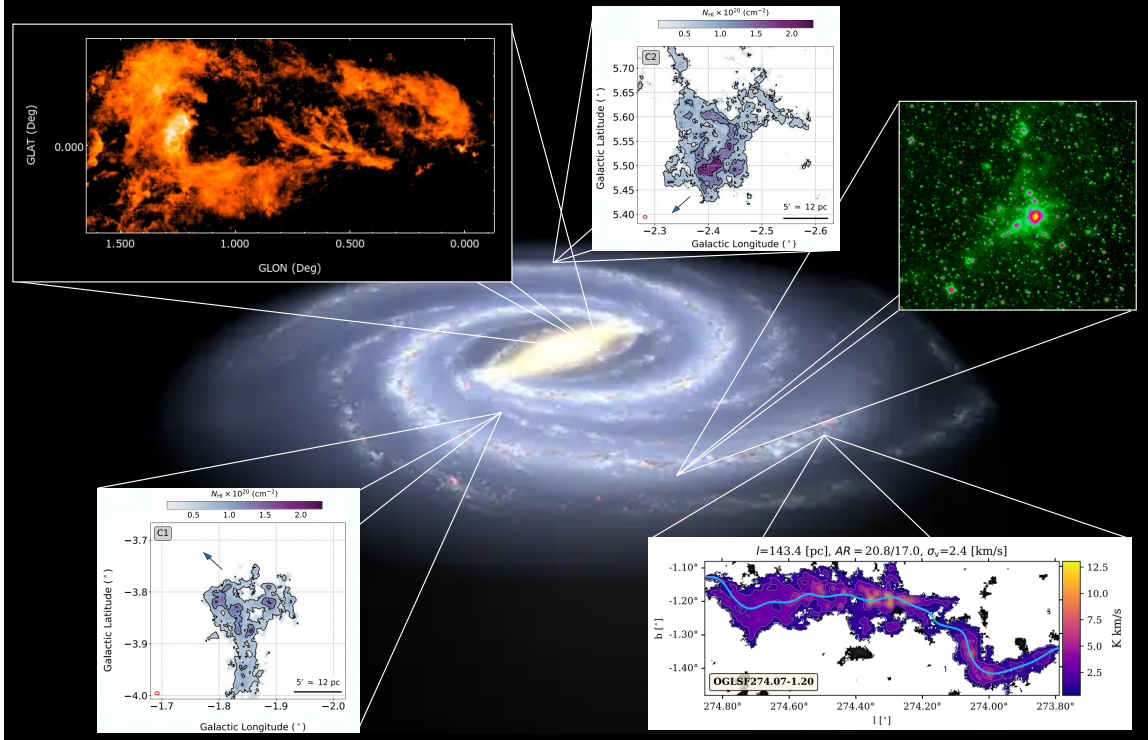 GLAT (Deg)
0.000
1.500 1.000 0.500 0.000
GLON (Deg)
N_HI × 10^20 (cm^−2)
0.5 1.0 1.5 2.0
C2
Galactic Latitude (°)
5.70
5.65
5.60
5.55
5.50
5.45
5.40
5′ ≃ 12 pc
−2.3 −2.4 −2.5 −2.6
Galactic Longitude (°)
N_HI × 10^20 (cm^−2)
0.5 1.0 1.5 2.0
C1
Galactic Latitude (°)
−3.7
−3.8
−3.9
−4.0
5′ ≃ 12 pc
−1.7 −1.8 −1.9 −2.0
Galactic Longitude (°)
l=143.4 [pc], AR = 20.8/17.0, σ_v=2.4 [km/s]
b [°]
-1.10°
-1.20°
-1.30°
-1.40°
OGLSF274.07-1.20
274.80° 274.60° 274.40° 274.20° 274.00° 273.80°
l [°]
12.5
10.0
7.5
5.0
2.5
K km/s